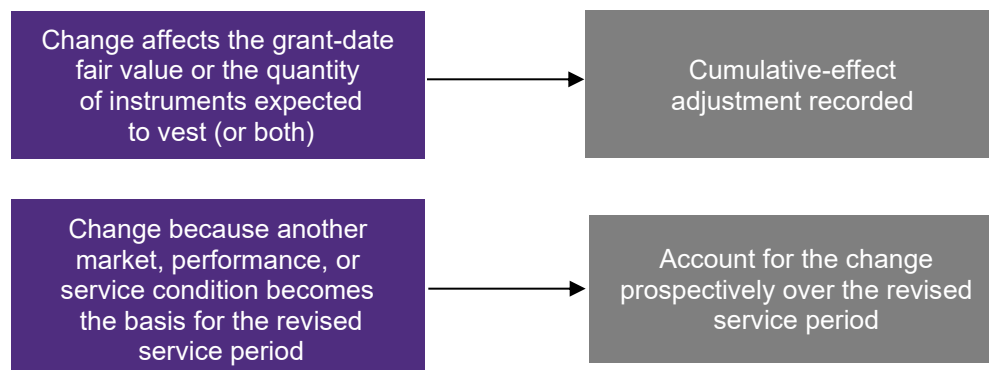 Change affects the grant-date
fair value or the quantity
of instruments expected
to vest (or both)
Cumulative-effect
adjustment recorded
Change because another
market, performance, or
service condition becomes
the basis for the revised
service period
Account for the change
prospectively over the revised
service period